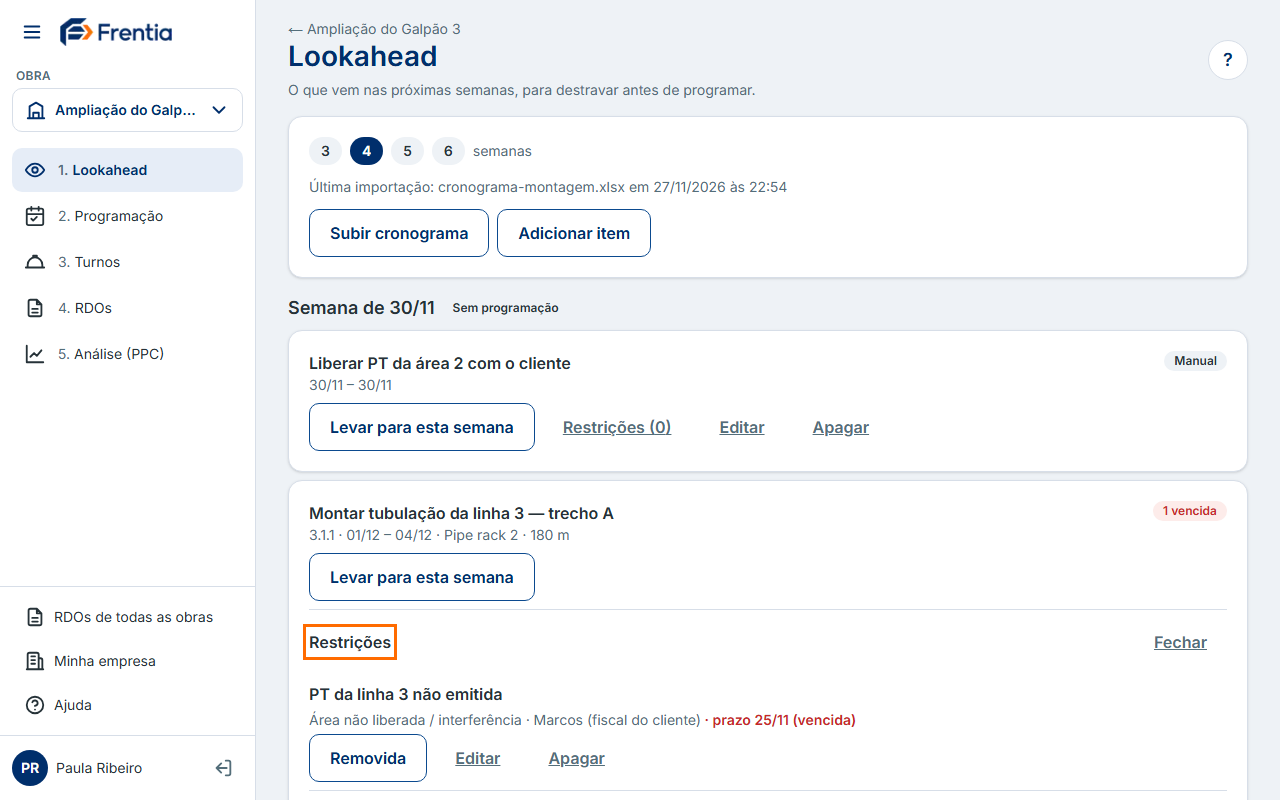 Frentia
OBRA
Ampliação do Galp...
1. Lookahead
2. Programação
3. Turnos
4. RDOs
5. Análise (PPC)
RDOs de todas as obras
Minha empresa
Ajuda
PR
Paula Ribeiro
← Ampliação do Galpão 3
Lookahead
?
O que vem nas próximas semanas, para destravar antes de programar.
3 4 5 6 semanas
Última importação: cronograma-montagem.xlsx em 27/11/2026 às 22:54
Subir cronograma Adicionar item
Semana de 30/11 Sem programação
Liberar PT da área 2 com o cliente Manual
30/11 – 30/11
Levar para esta semana Restrições (0) Editar Apagar
Montar tubulação da linha 3 — trecho A 1 vencida
3.1.1 · 01/12 – 04/12 · Pipe rack 2 · 180 m
Levar para esta semana
Restrições Fechar
PT da linha 3 não emitida
Área não liberada / interferência · Marcos (fiscal do cliente) · prazo 25/11 (vencida)
Removida Editar Apagar